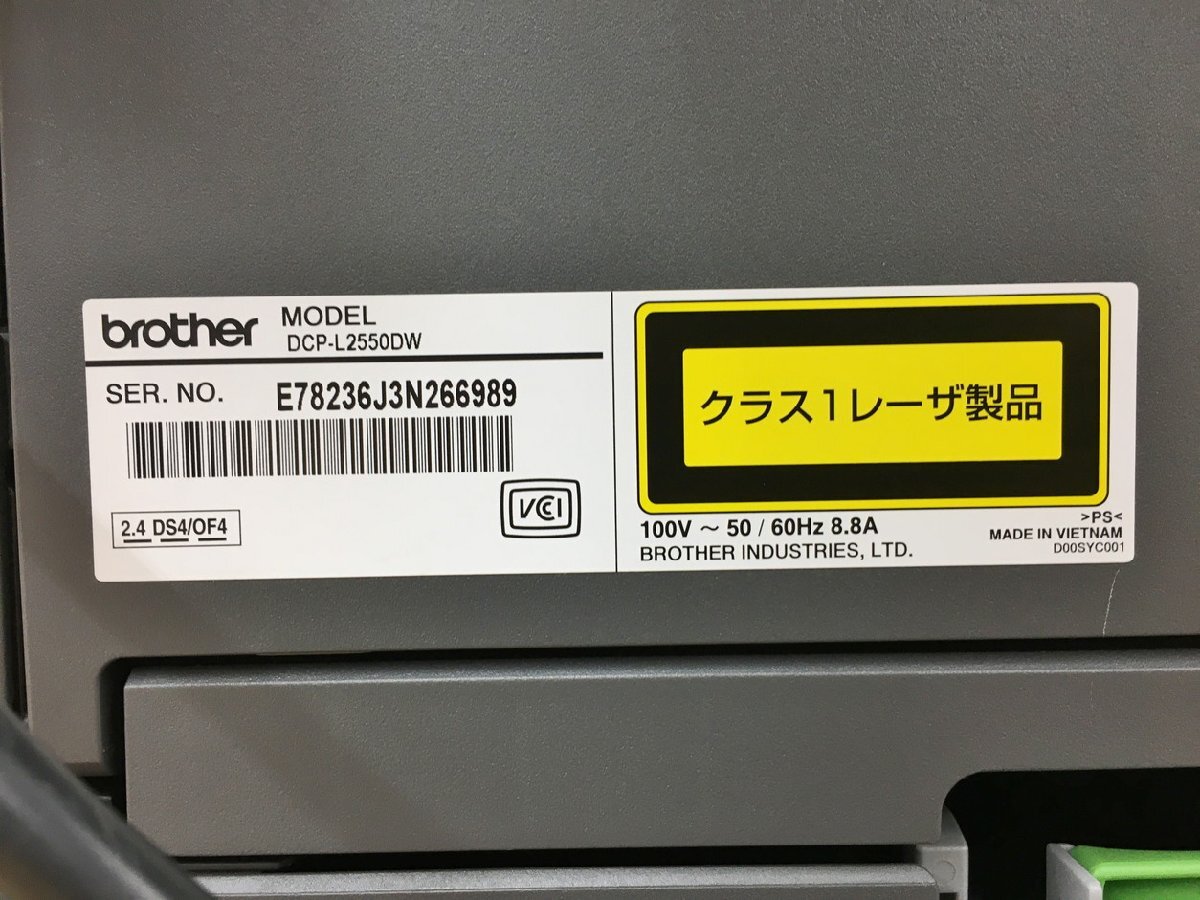 brother MODEL
DCP-L2550DW
SER. NO. E78236J3N266989
2.4 DS4/OF4
VCCI
クラス1レーザ製品
100V ～ 50 / 60Hz 8.8A
BROTHER INDUSTRIES, LTD.
>PS<
MADE IN VIETNAM
D00SYC001